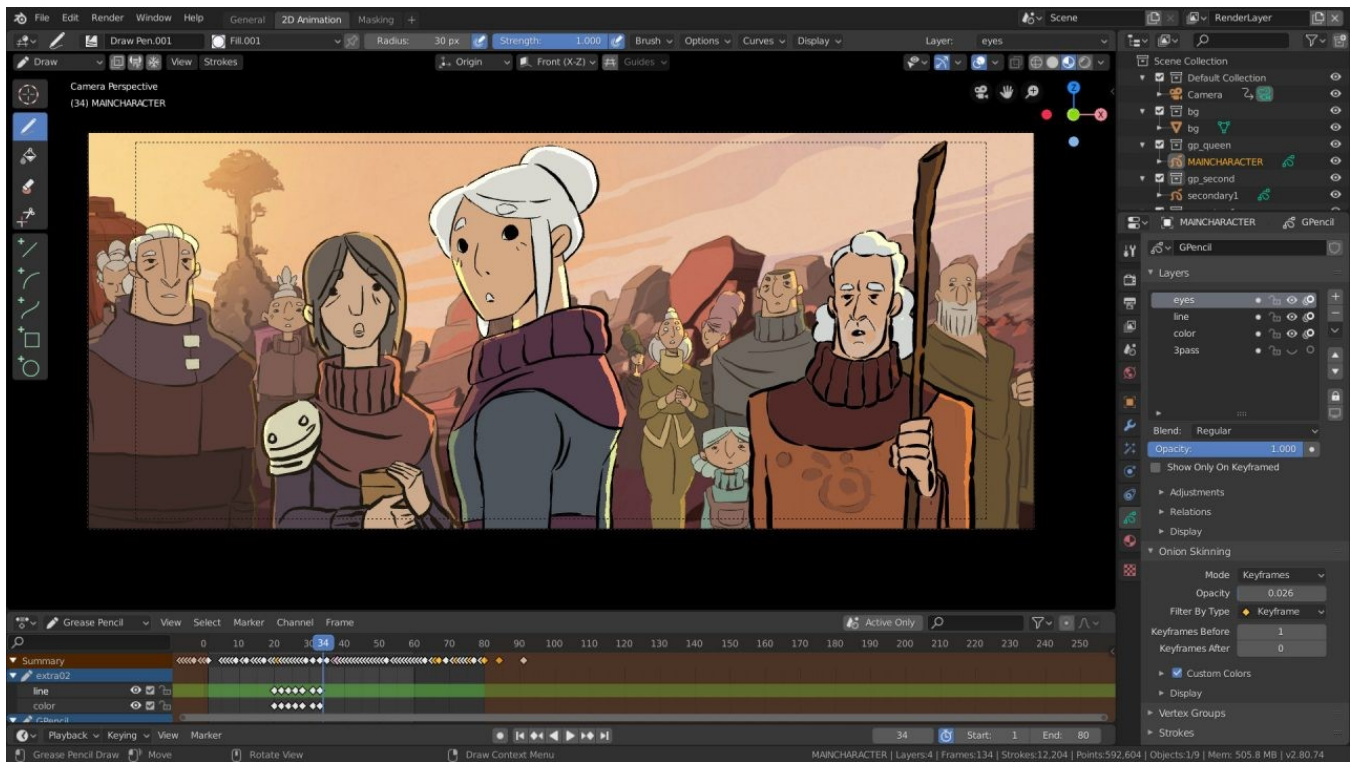 File Edit Render Window Help General 2D Animation Masking + Scene RenderLayer
Draw Pen.001 Fill.001 Radius: 30 px Strength: 1.000 Brush Options Curves Display Layer: eyes
Draw View Strokes Origin Front (X-Z) Guides
Camera Perspective
(34) MAINCHARACTER
Z
X
Scene Collection
Default Collection
Camera
bg
bg
gp_queen
MAINCHARACTER
gp_second
secondary1
MAINCHARACTER GPencil
GPencil
Layers
eyes
line
color
3pass
Blend: Regular
Opacity: 1.000
Show Only On Keyframed
Adjustments
Relations
Display
Onion Skinning
Mode Keyframes
Opacity 0.026
Filter By Type Keyframe
Keyframes Before 1
Keyframes After 0
Custom Colors
Display
Vertex Groups
Strokes
Grease Pencil View Select Marker Channel Frame Active Only
0 10 20 30 34 40 50 60 70 80 90 100 110 120 130 140 150 160 170 180 190 200 210 220 230 240 250
Summary
extra02
line
color
GPencil
Playback Keying View Marker 34 Start: 1 End: 80
Grease Pencil Draw Move Rotate View Draw Context Menu MAINCHARACTER | Layers:4 | Frames:134 | Strokes:12,204 | Points:592,604 | Objects:1/9 | Mem: 505.8 MB | v2.80.74